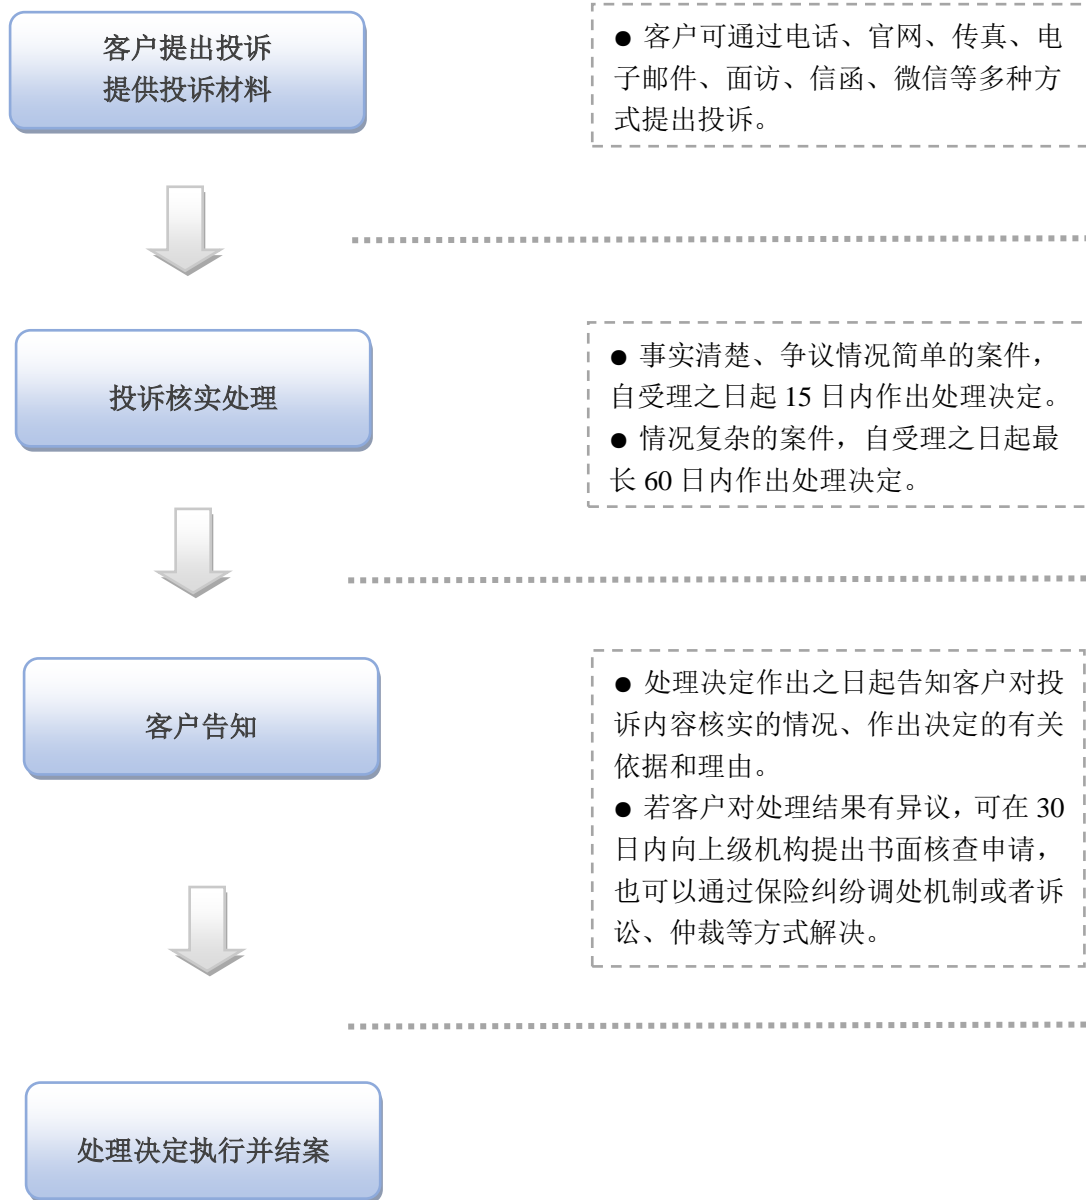 客户提出投诉
提供投诉材料
● 客户可通过电话、官网、传真、电
子邮件、面访、信函、微信等多种方
式提出投诉。
投诉核实处理
● 事实清楚、争议情况简单的案件，
自受理之日起 15 日内作出处理决定。
● 情况复杂的案件，自受理之日起最
长 60 日内作出处理决定。
客户告知
● 处理决定作出之日起告知客户对投
诉内容核实的情况、作出决定的有关
依据和理由。
● 若客户对处理结果有异议，可在 30
日内向上级机构提出书面核查申请，
也可以通过保险纠纷调处机制或者诉
讼、仲裁等方式解决。
处理决定执行并结案